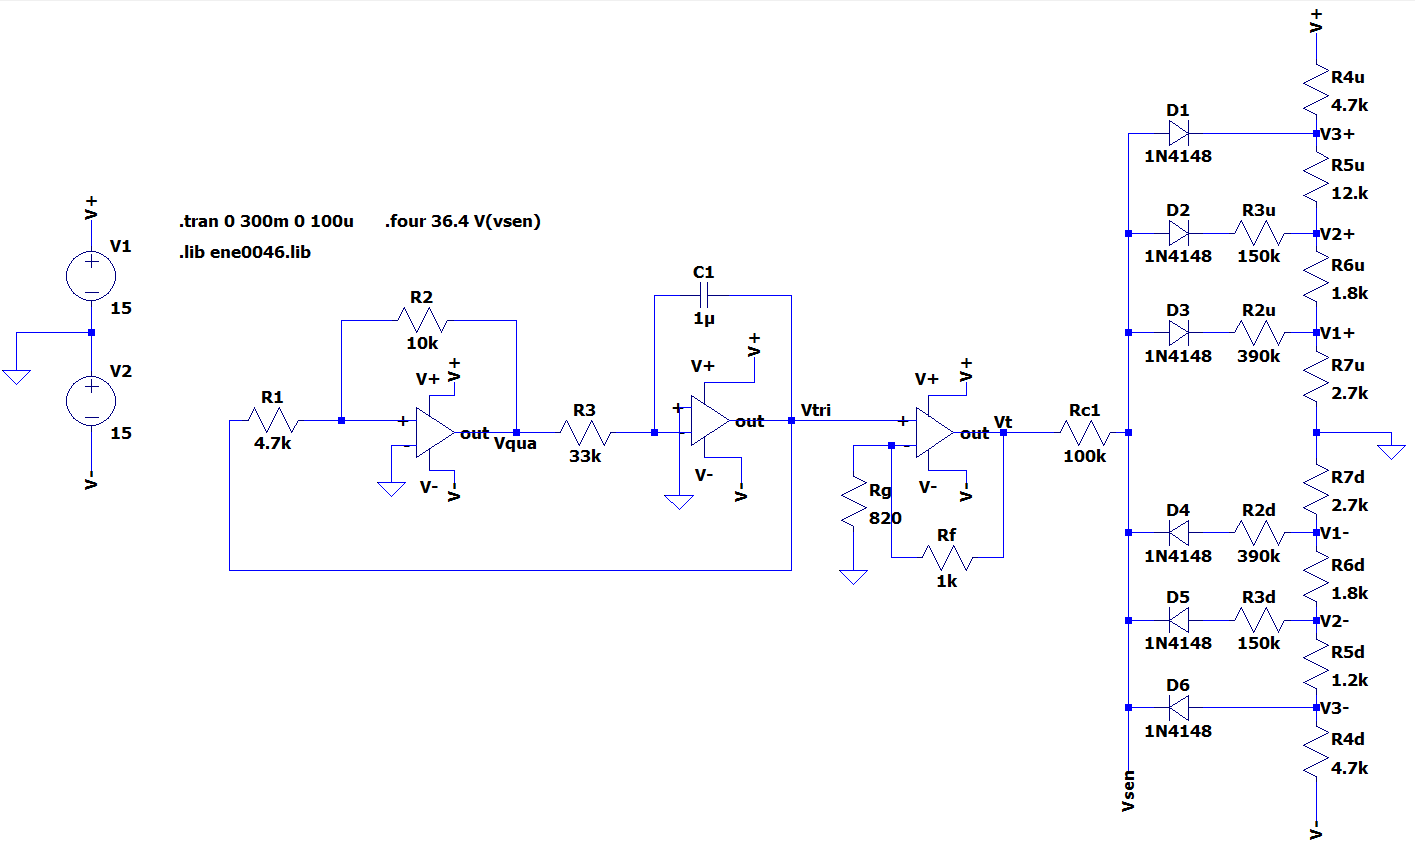 V+
R4u
4.7k
D1
V3+
1N4148
R5u
12.k
V+
.tran 0 300m 0 100u
.four 36.4 V(vsen)
D2
R3u
V2+
V1
1N4148
150k
.lib ene0046.lib
R6u
1.8k
C1
R2
1µ
D3
R2u
V1+
15
10k
V+
1N4148
390k
V+
V+
V+
V+
V+
R7u
2.7k
V2
R1
R3
Vtri
4.7k
+
-
out
Vqua
33k
+
-
out
+
-
out
Vt
Rc1
100k
15
V-
V-
V-
V-
V-
V-
V-
Rg
820
R7d
2.7k
D4
R2d
V1-
1N4148
390k
Rf
1k
R6d
1.8k
D5
R3d
V2-
1N4148
150k
R5d
1.2k
D6
V3-
1N4148
R4d
4.7k
Vsen
V-